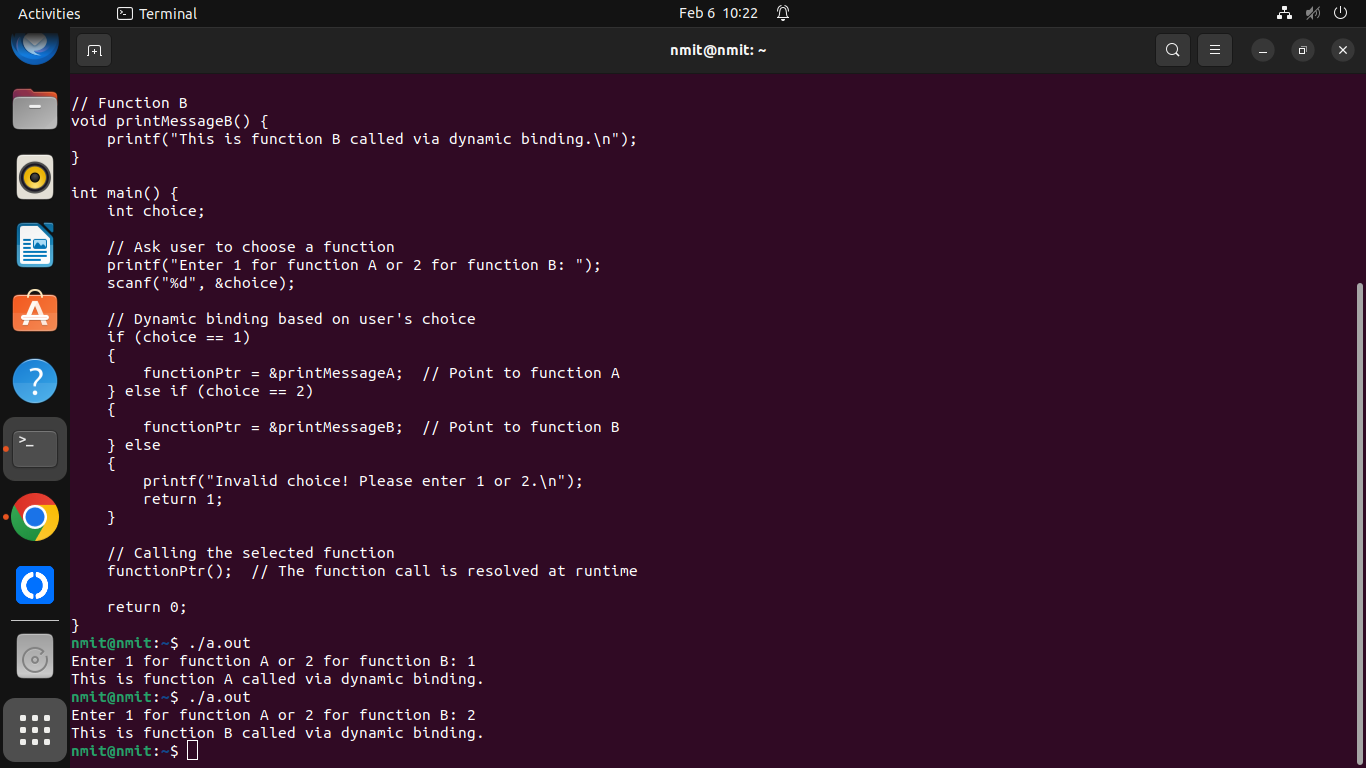 Activities Terminal Feb 6 10:22
nmit@nmit: ~
// Function B
void printMessageB() {
    printf("This is function B called via dynamic binding.\n");
}
int main() {
    int choice;
    // Ask user to choose a function
    printf("Enter 1 for function A or 2 for function B: ");
    scanf("%d", &choice);
    // Dynamic binding based on user's choice
    if (choice == 1)
    {
        functionPtr = &printMessageA;  // Point to function A
    } else if (choice == 2)
    {
        functionPtr = &printMessageB;  // Point to function B
    } else
    {
        printf("Invalid choice! Please enter 1 or 2.\n");
        return 1;
    }
    // Calling the selected function
    functionPtr();  // The function call is resolved at runtime
    return 0;
}
nmit@nmit:~$ ./a.out
Enter 1 for function A or 2 for function B: 1
This is function A called via dynamic binding.
nmit@nmit:~$ ./a.out
Enter 1 for function A or 2 for function B: 2
This is function B called via dynamic binding.
nmit@nmit:~$